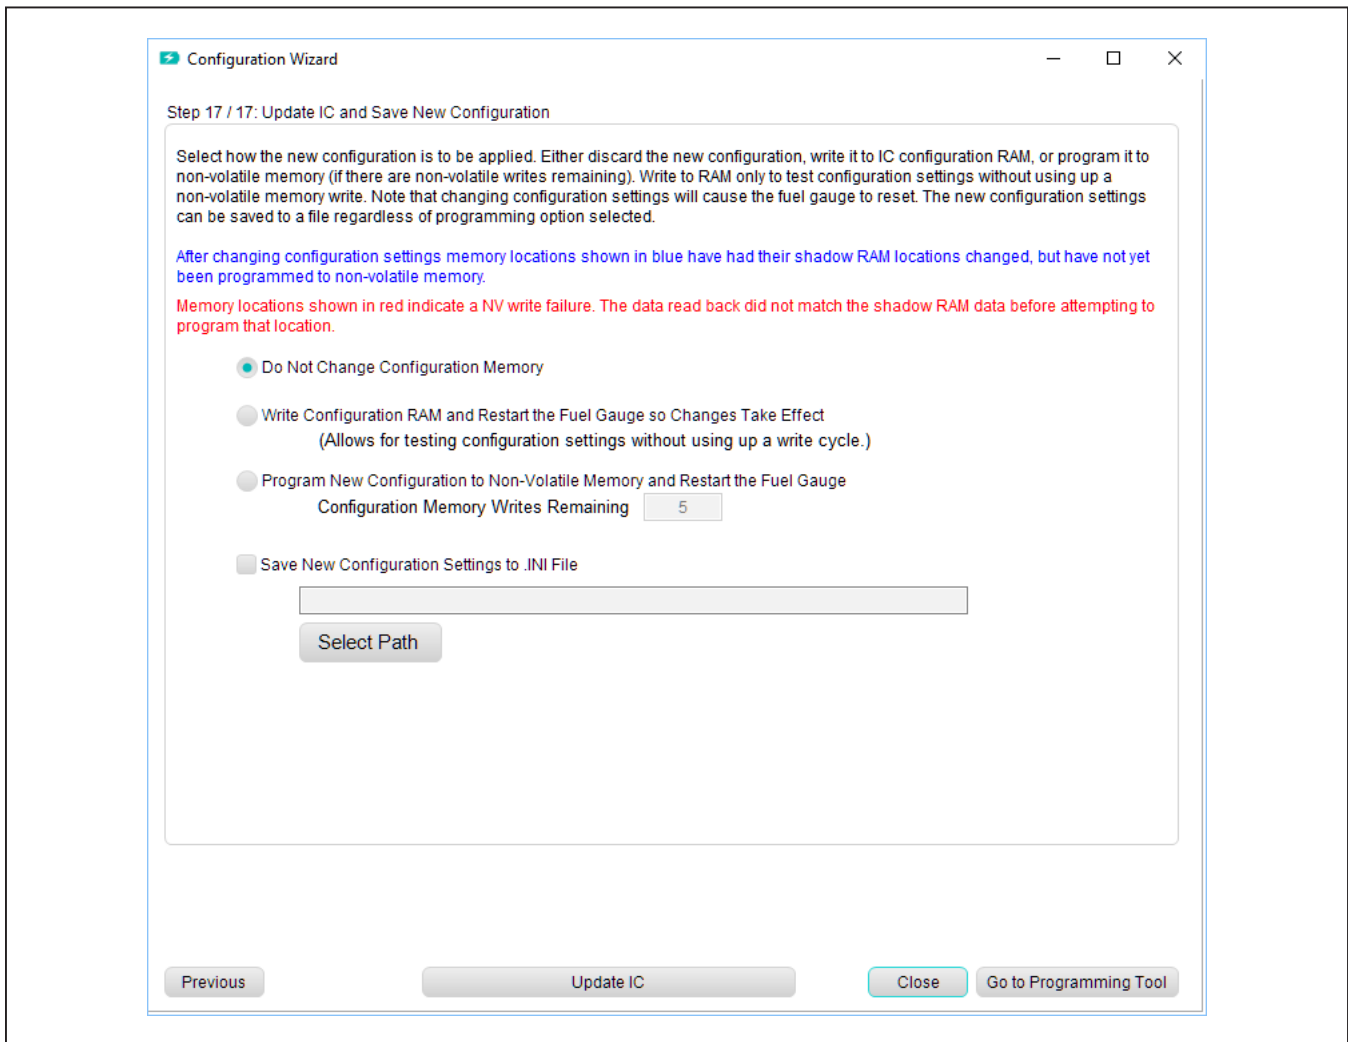 Configuration Wizard
Step 17 / 17: Update IC and Save New Configuration
Select how the new configuration is to be applied. Either discard the new configuration, write it to IC configuration RAM, or program it to
non-volatile memory (if there are non-volatile writes remaining). Write to RAM only to test configuration settings without using up a
non-volatile memory write. Note that changing configuration settings will cause the fuel gauge to reset. The new configuration settings
can be saved to a file regardless of programming option selected.
After changing configuration settings memory locations shown in blue have had their shadow RAM locations changed, but have not yet
been programmed to non-volatile memory.
Memory locations shown in red indicate a NV write failure. The data read back did not match the shadow RAM data before attempting to
program that location.
Do Not Change Configuration Memory
Write Configuration RAM and Restart the Fuel Gauge so Changes Take Effect
(Allows for testing configuration settings without using up a write cycle.)
Program New Configuration to Non-Volatile Memory and Restart the Fuel Gauge
Configuration Memory Writes Remaining 5
Save New Configuration Settings to .INI File
Select Path
Previous Update IC Close Go to Programming Tool